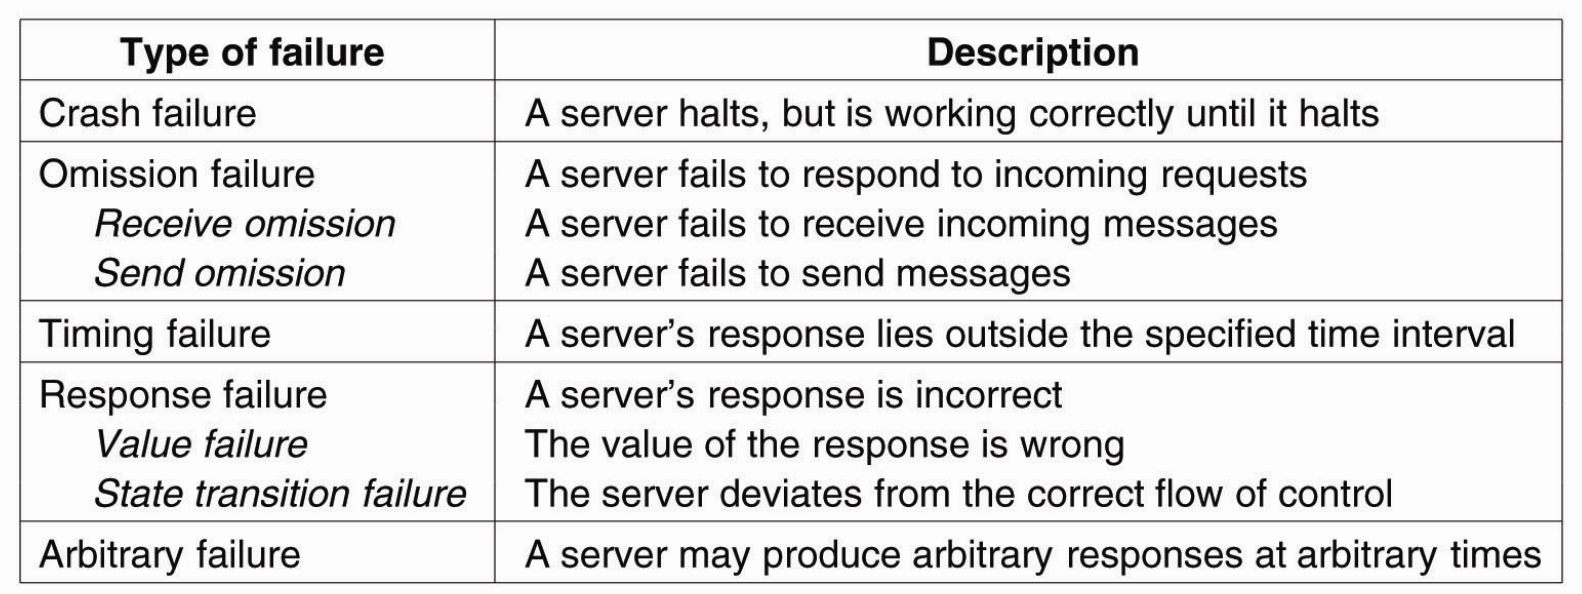 Type of failure Description
Crash failure A server halts, but is working correctly until it halts
Omission failure A server fails to respond to incoming requests
Receive omission A server fails to receive incoming messages
Send omission A server fails to send messages
Timing failure A server’s response lies outside the specified time interval
Response failure A server’s response is incorrect
Value failure The value of the response is wrong
State transition failure The server deviates from the correct flow of control
Arbitrary failure A server may produce arbitrary responses at arbitrary times